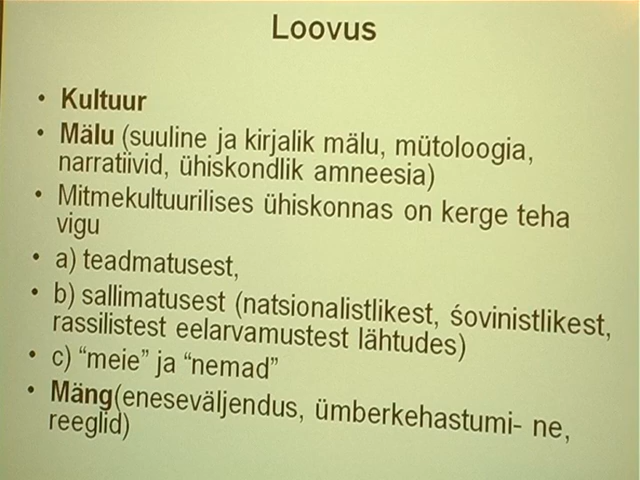 Loovus
• Kultuur
• Mälu (suuline ja kirjalik mälu, mütoloogia,
narratiivid, ühiskondlik amneesia)
• Mitmekultuurilises ühiskonnas on kerge teha
vigu
• a) teadmatusest,
• b) sallimatusest (natsionalistlikest, śovinistlikest,
rassilistest eelarvamustest lähtudes)
• c) “meie” ja “nemad”
• Mäng(eneseväljendus, ümberkehastumi- ne,
reeglid)